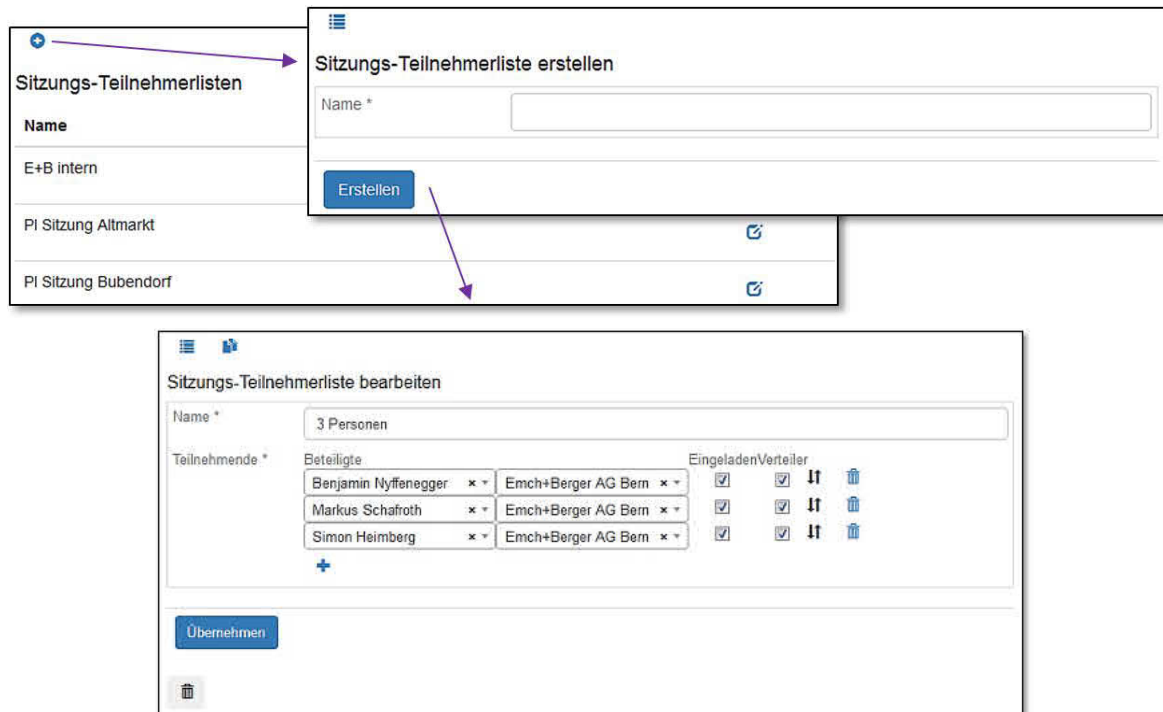 Sitzungs-Teilnehmerlisten
Name
E+B intern
PI Sitzung Altmarkt
PI Sitzung Bubendorf
Sitzungs-Teilnehmerliste erstellen
Name *
Erstellen
Sitzungs-Teilnehmerliste bearbeiten
Name * 3 Personen
Teilnehmende * Beteiligte Eingeladen Verteiler
Benjamin Nyffenegger Emch+Berger AG Bern
Markus Schafroth Emch+Berger AG Bern
Simon Heimberg Emch+Berger AG Bern
Übernehmen